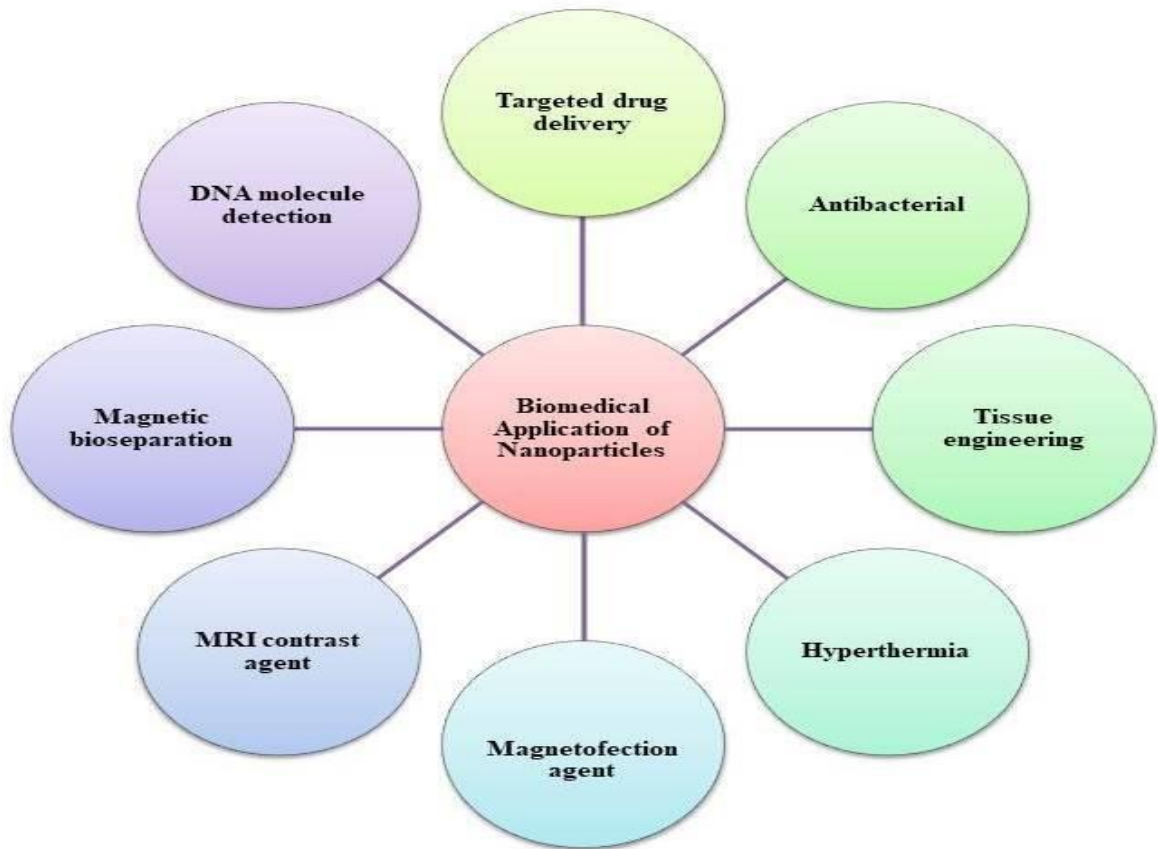 Targeted drug
delivery
Antibacterial
Tissue
engineering
Hyperthermia
Magnetofection
agent
MRI contrast
agent
Magnetic
bioseparation
DNA molecule
detection
Biomedical
Application of
Nanoparticles